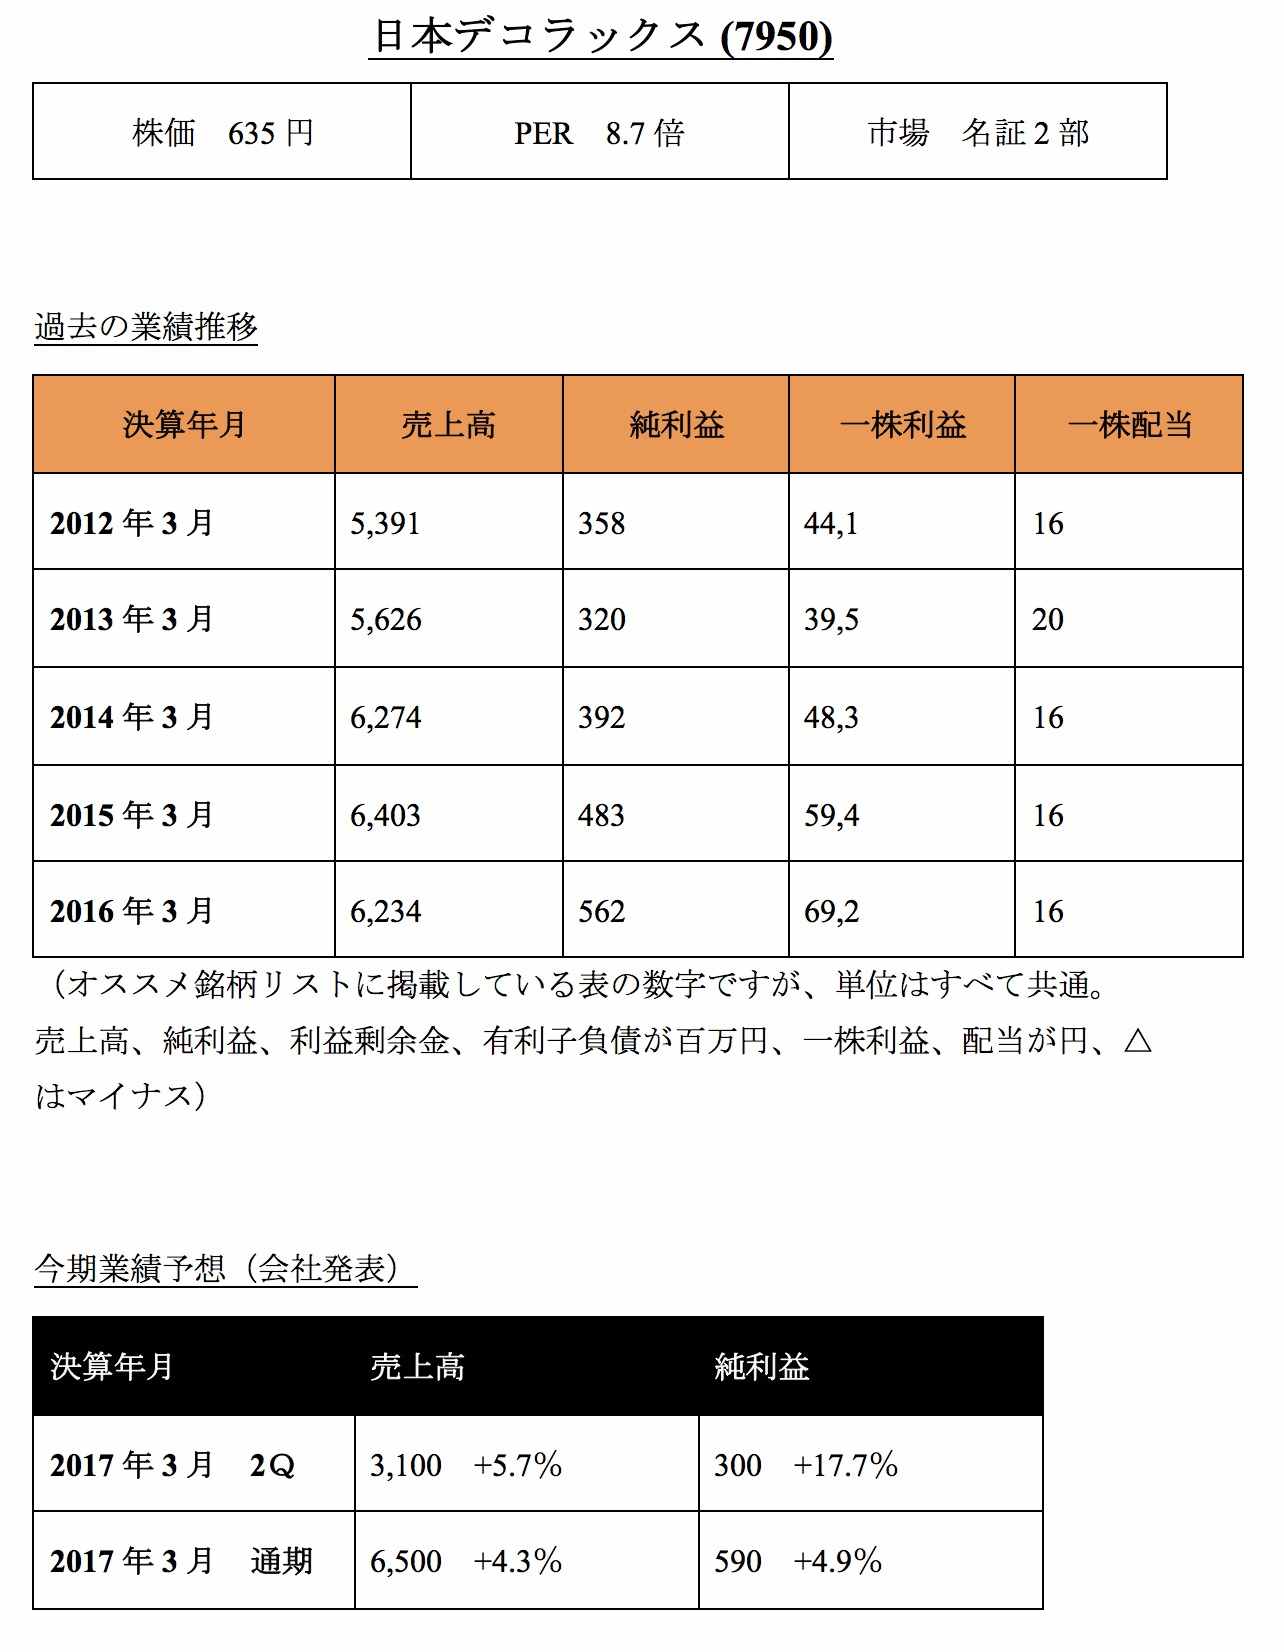 日本デコラックス (7950)
株価　635 円　PER　8.7 倍　市場　名証 2 部
過去の業績推移
決算年月　売上高　純利益　一株利益　一株配当
2012 年 3 月　5,391　358　44,1　16
2013 年 3 月　5,626　320　39,5　20
2014 年 3 月　6,274　392　48,3　16
2015 年 3 月　6,403　483　59,4　16
2016 年 3 月　6,234　562　69,2　16
（オススメ銘柄リストに掲載している表の数字ですが、単位はすべて共通。
売上高、純利益、利益剰余金、有利子負債が百万円、一株利益、配当が円、△
はマイナス）
今期業績予想（会社発表）
決算年月　売上高　純利益
2017 年 3 月　2Ｑ　3,100　+5.7％　300　+17.7％
2017 年 3 月　通期　6,500　+4.3％　590　+4.9％